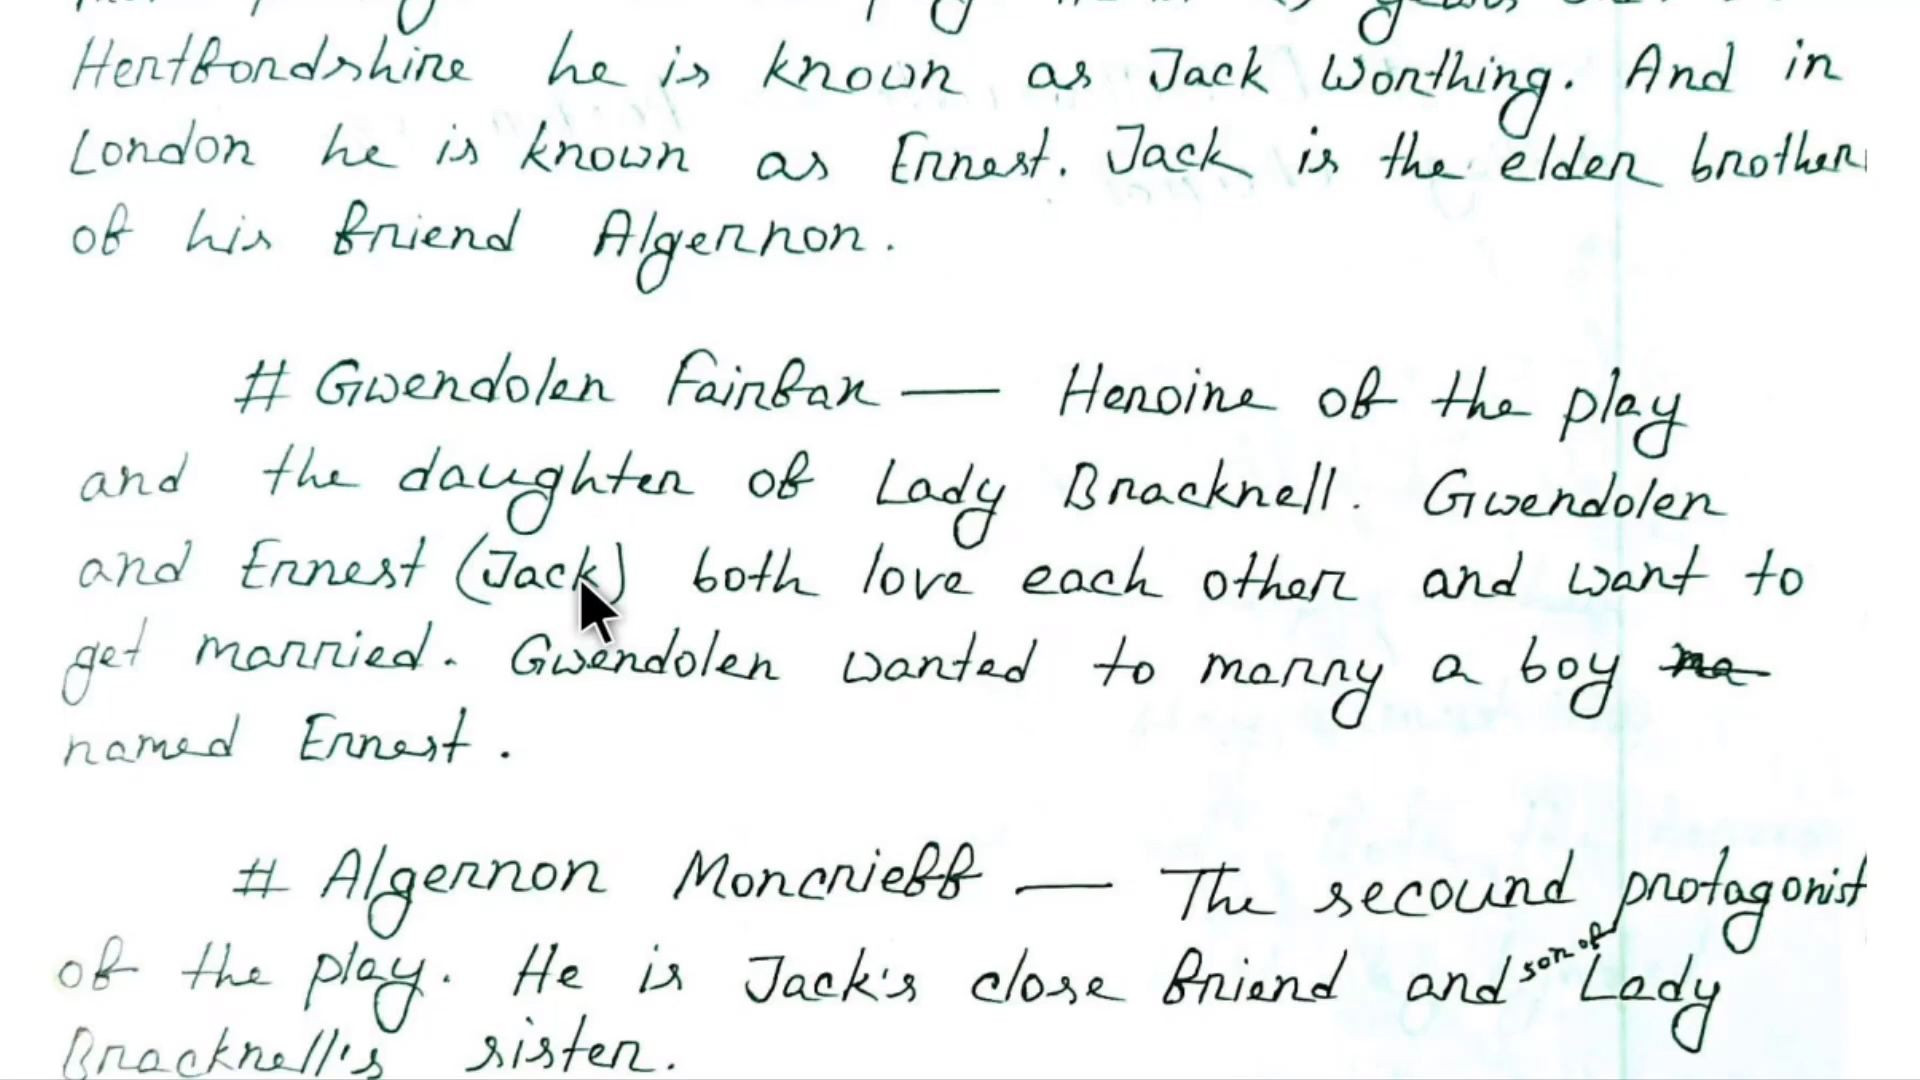 Hertfordshire he is known as Jack Worthing. And in
London he is known as Ernest. Jack is the elder brother
of his friend Algernon.
# Gwendolen Fairfax — Heroine of the play
and the daughter of Lady Bracknell. Gwendolen
and Ernest (Jack) both love each other and want to
get married. Gwendolen wanted to marry a boy
named Ernest.
# Algernon Moncrieff — The secound protagonist
of the play. He is Jack's close friend and son of Lady
Bracknell's sister.